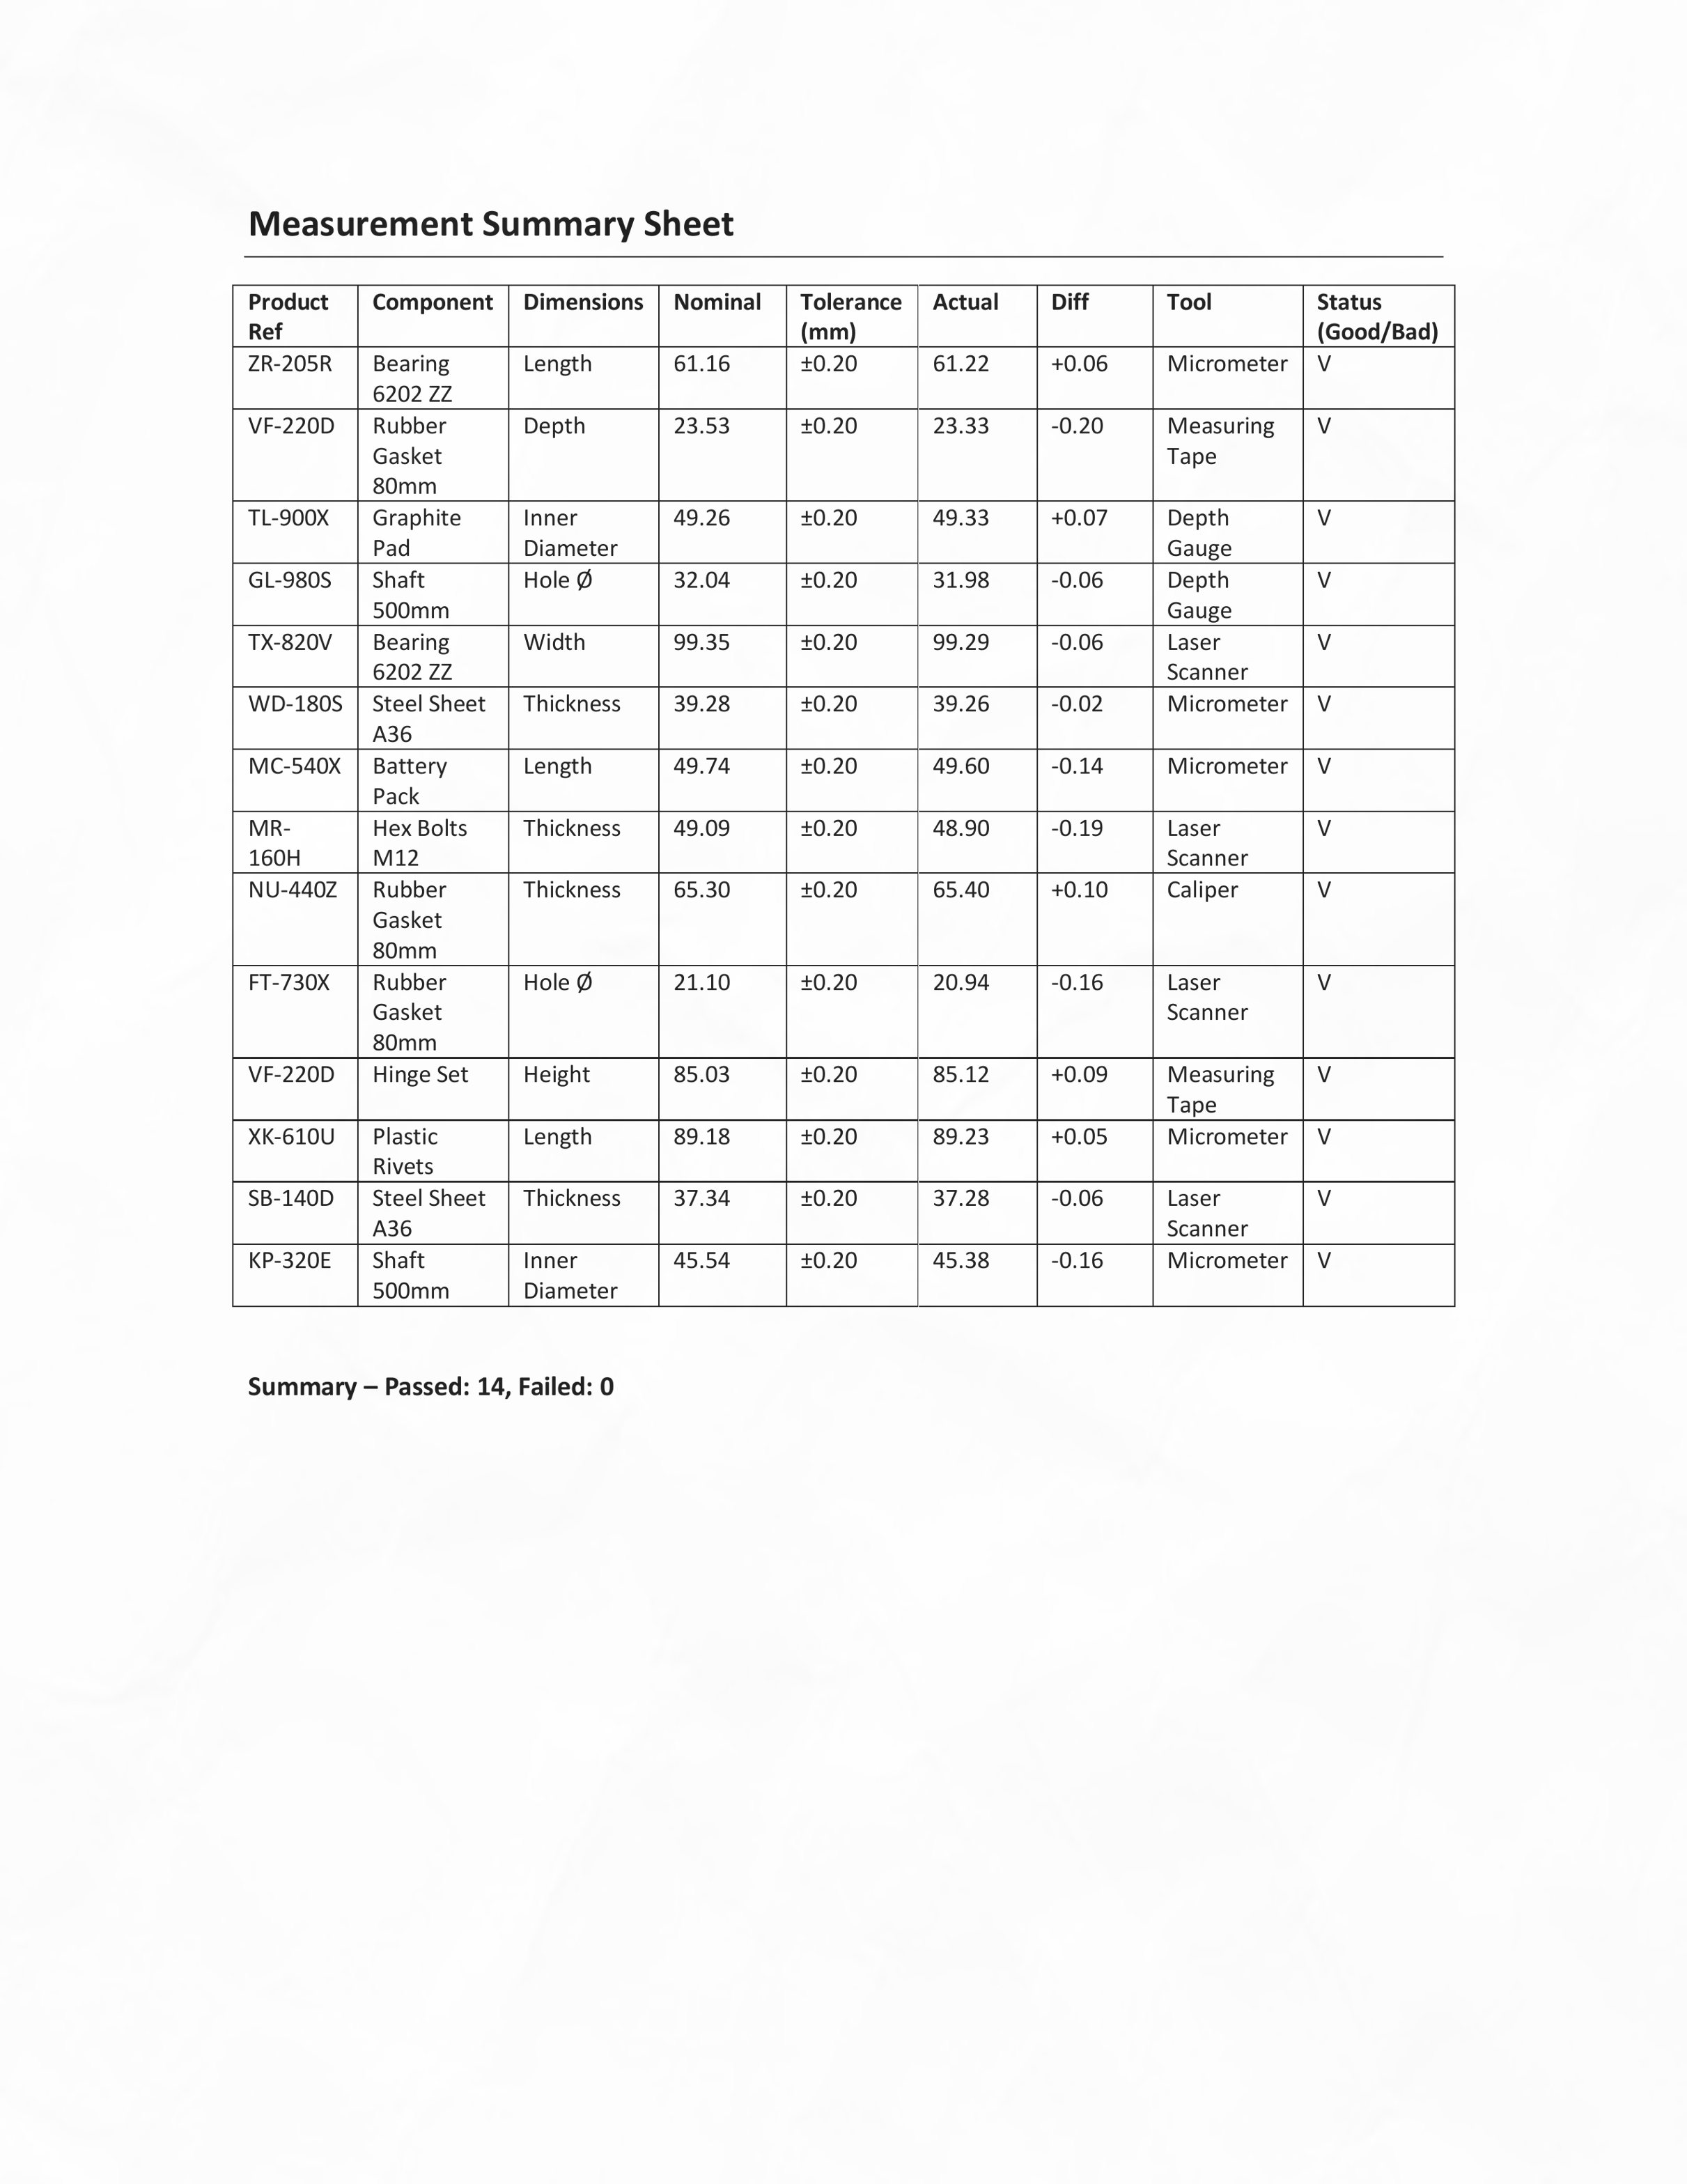 Measurement Summary Sheet
Product Ref Component Dimensions Nominal Tolerance (mm) Actual Diff Tool Status (Good/Bad)
ZR-205R Bearing 6202 ZZ Length 61.16 ±0.20 61.22 +0.06 Micrometer V
VF-220D Rubber Gasket 80mm Depth 23.53 ±0.20 23.33 -0.20 Measuring Tape V
TL-900X Graphite Pad Inner Diameter 49.26 ±0.20 49.33 +0.07 Depth Gauge V
GL-980S Shaft 500mm Hole Ø 32.04 ±0.20 31.98 -0.06 Depth Gauge V
TX-820V Bearing 6202 ZZ Width 99.35 ±0.20 99.29 -0.06 Laser Scanner V
WD-180S Steel Sheet A36 Thickness 39.28 ±0.20 39.26 -0.02 Micrometer V
MC-540X Battery Pack Length 49.74 ±0.20 49.60 -0.14 Micrometer V
MR-160H Hex Bolts M12 Thickness 49.09 ±0.20 48.90 -0.19 Laser Scanner V
NU-440Z Rubber Gasket 80mm Thickness 65.30 ±0.20 65.40 +0.10 Caliper V
FT-730X Rubber Gasket 80mm Hole Ø 21.10 ±0.20 20.94 -0.16 Laser Scanner V
VF-220D Hinge Set Height 85.03 ±0.20 85.12 +0.09 Measuring Tape V
XK-610U Plastic Rivets Length 89.18 ±0.20 89.23 +0.05 Micrometer V
SB-140D Steel Sheet A36 Thickness 37.34 ±0.20 37.28 -0.06 Laser Scanner V
KP-320E Shaft 500mm Inner Diameter 45.54 ±0.20 45.38 -0.16 Micrometer V
Summary – Passed: 14, Failed: 0